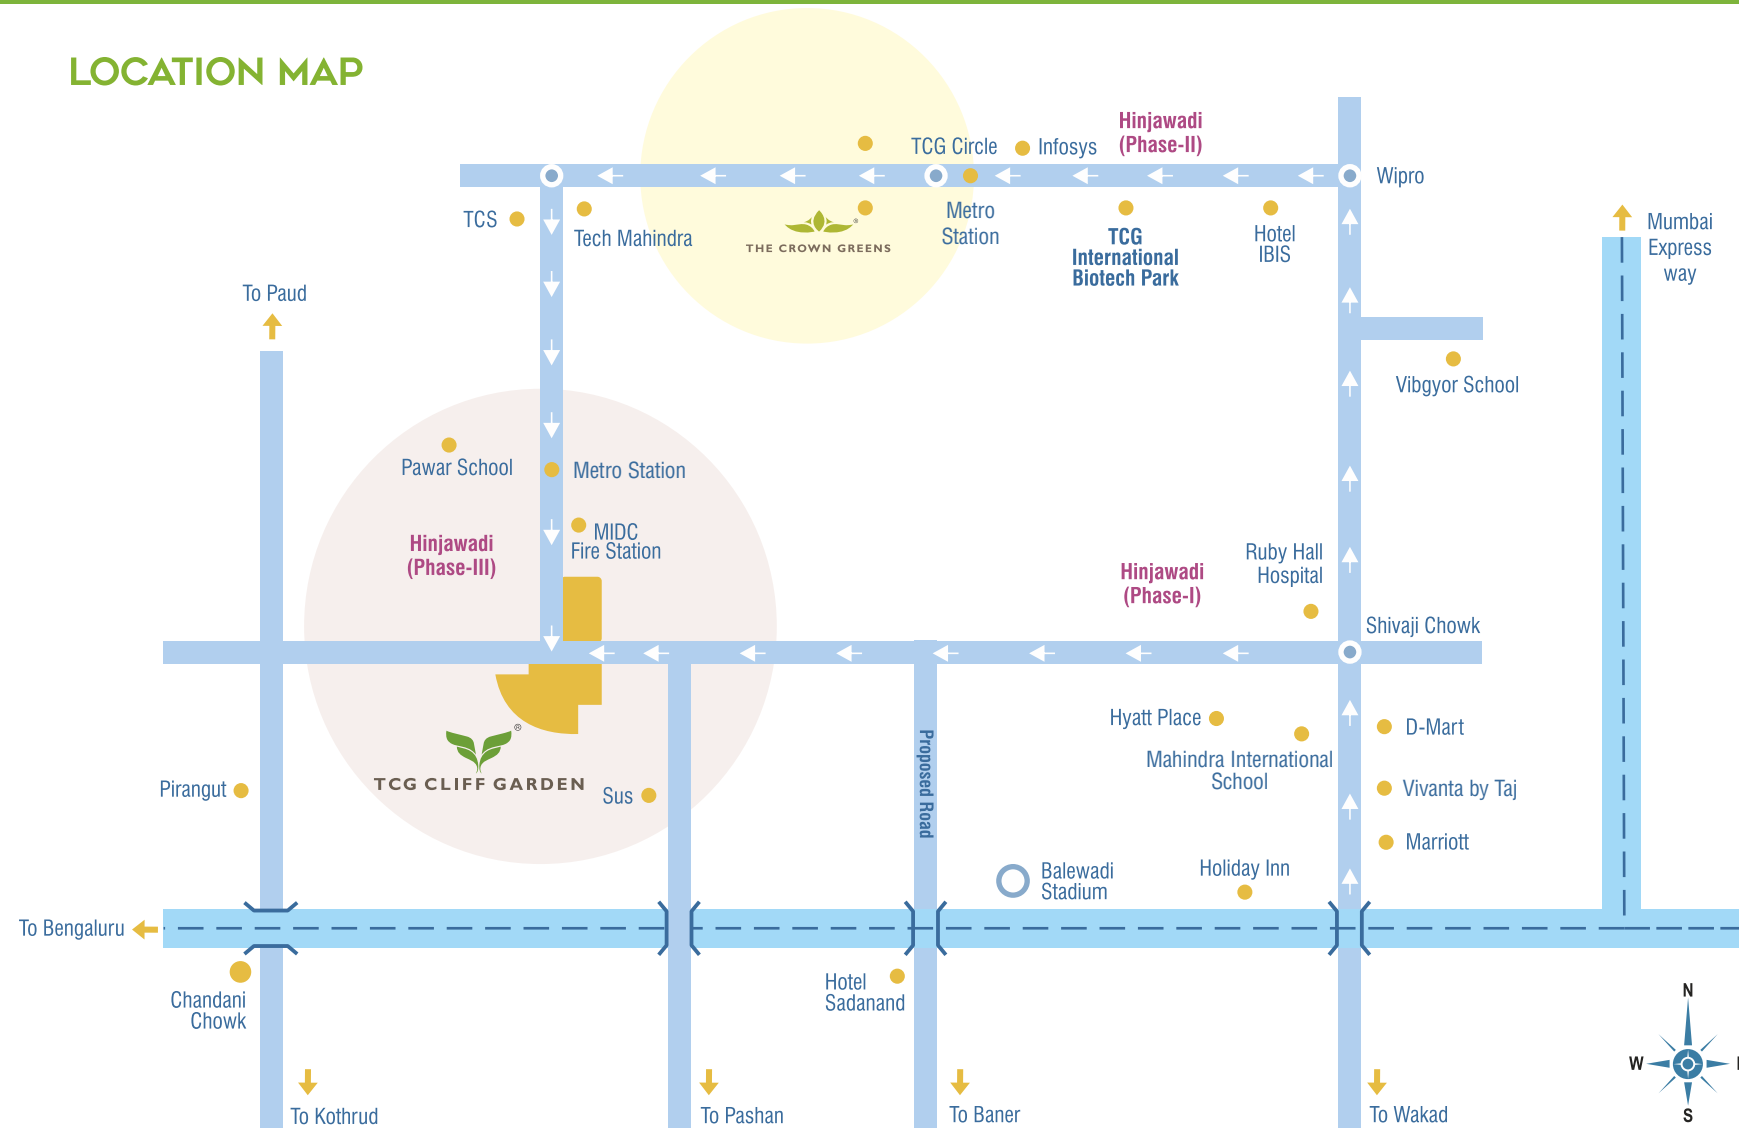 LOCATION MAP
Hinjawadi
(Phase-II)
TCG Circle
Infosys
Wipro
TCS
Tech Mahindra
®
THE CROWN GREENS
Metro
Station
TCG
International
Biotech Park
Hotel
IBIS
Mumbai
Express
way
To Paud
Vibgyor School
Pawar School
Metro Station
MIDC
Fire Station
Hinjawadi
(Phase-III)
Hinjawadi
(Phase-I)
Ruby Hall
Hospital
Shivaji Chowk
®
TCG CLIFF GARDEN
Hyatt Place
Mahindra International
School
D-Mart
Vivanta by Taj
Marriott
Pirangut
Sus
Proposed Road
Balewadi
Stadium
Holiday Inn
To Bengaluru
Chandani
Chowk
Hotel
Sadanand
N
W
S
To Kothrud
To Pashan
To Baner
To Wakad